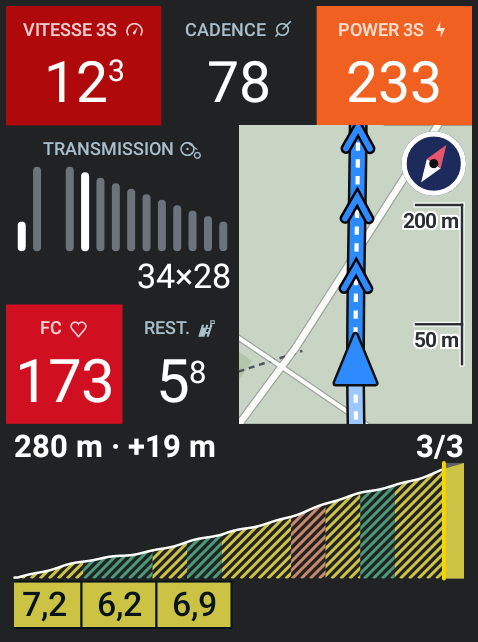 VITESSE 3S
CADENCE
POWER 3S
12³
78
233
TRANSMISSION
34×28
200 m
50 m
FC
REST.
173
5⁸
280 m · +19 m
3/3
7,2
6,2
6,9